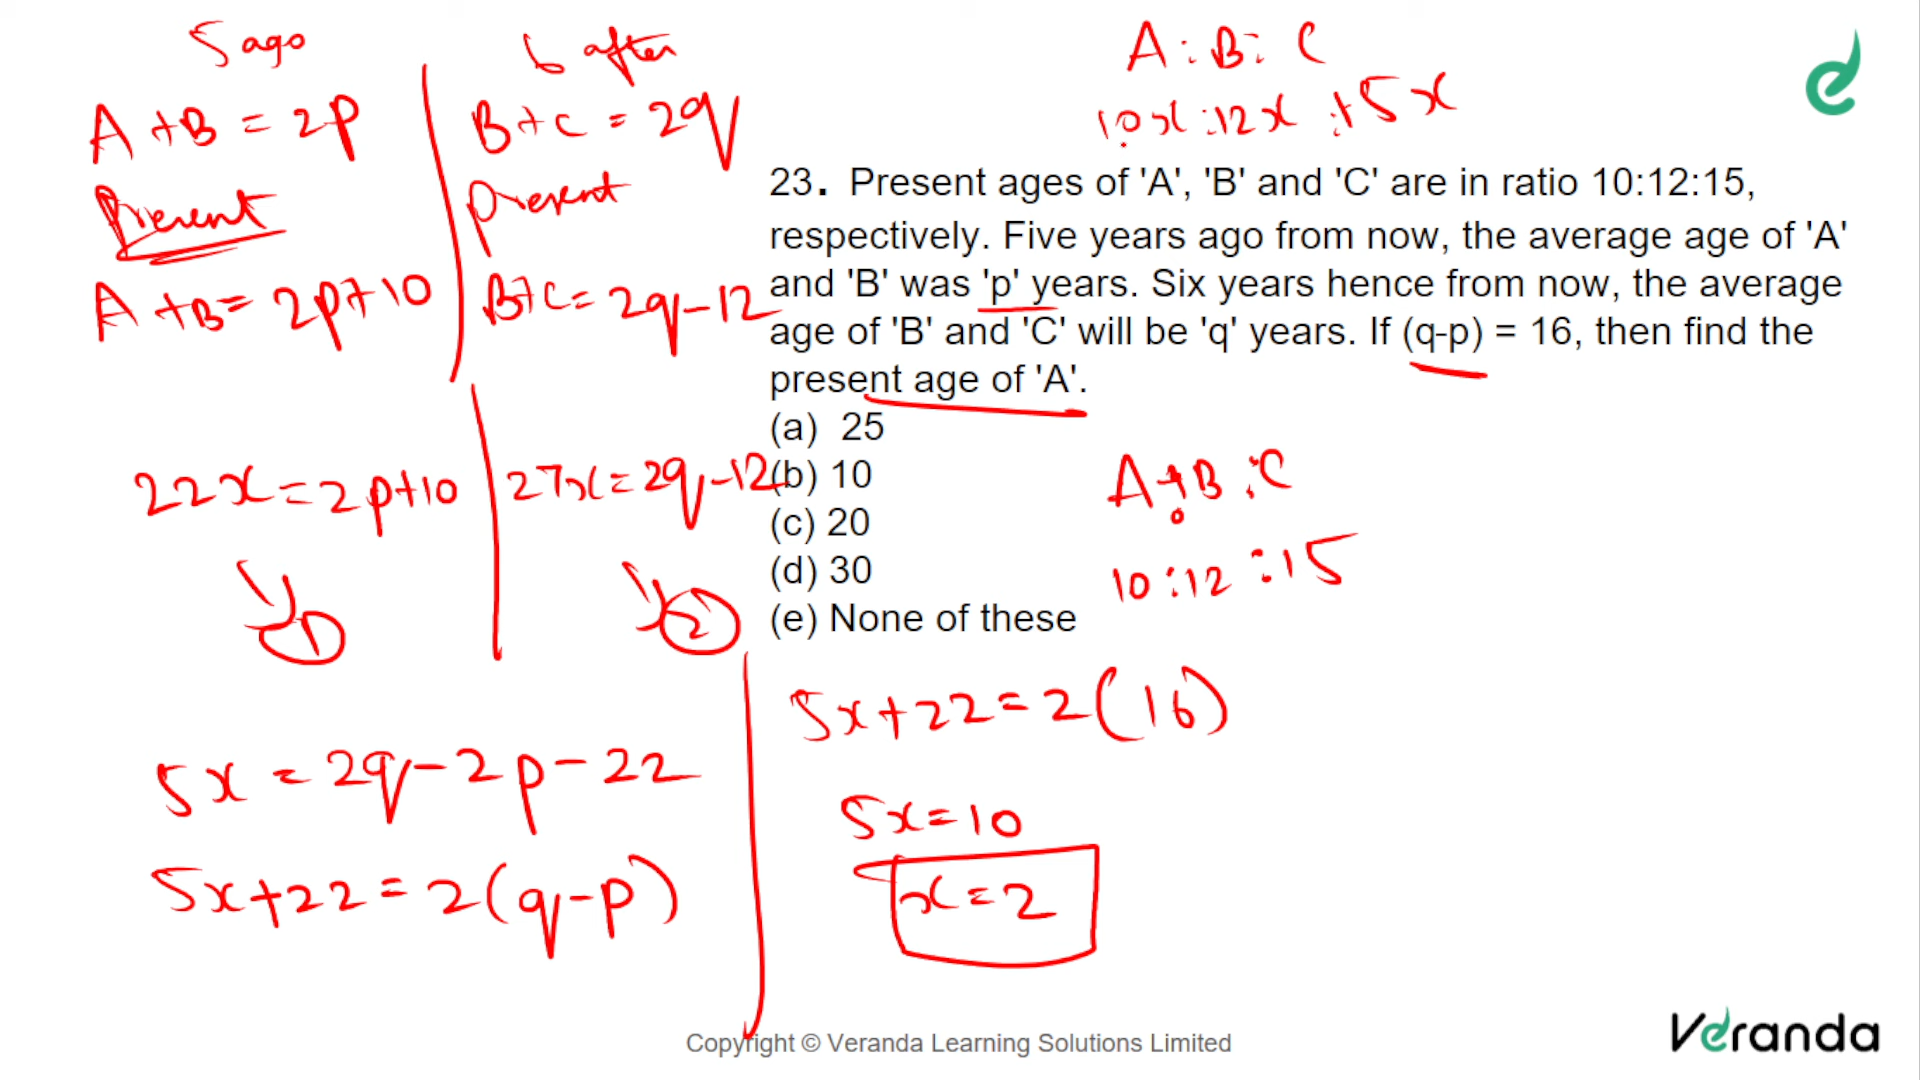 5 ago
A+B = 2p
Present
A+B = 2p+10
6 after
B+C = 2q
Present
B+C = 2q-12
A : B : C
10x : 12x : 15x
23. Present ages of 'A', 'B' and 'C' are in ratio 10:12:15,
respectively. Five years ago from now, the average age of 'A'
and 'B' was 'p' years. Six years hence from now, the average
age of 'B' and 'C' will be 'q' years. If (q-p) = 16, then find the
present age of 'A'.
(a) 25
(b) 10
(c) 20
(d) 30
(e) None of these
22x = 2p+10
1
27x = 2q-12
2
A : B : C
10 : 12 : 15
5x = 2q-2p-22
5x+22 = 2(q-p)
5x+22 = 2(16)
5x = 10
x = 2
Copyright © Veranda Learning Solutions Limited
Veranda